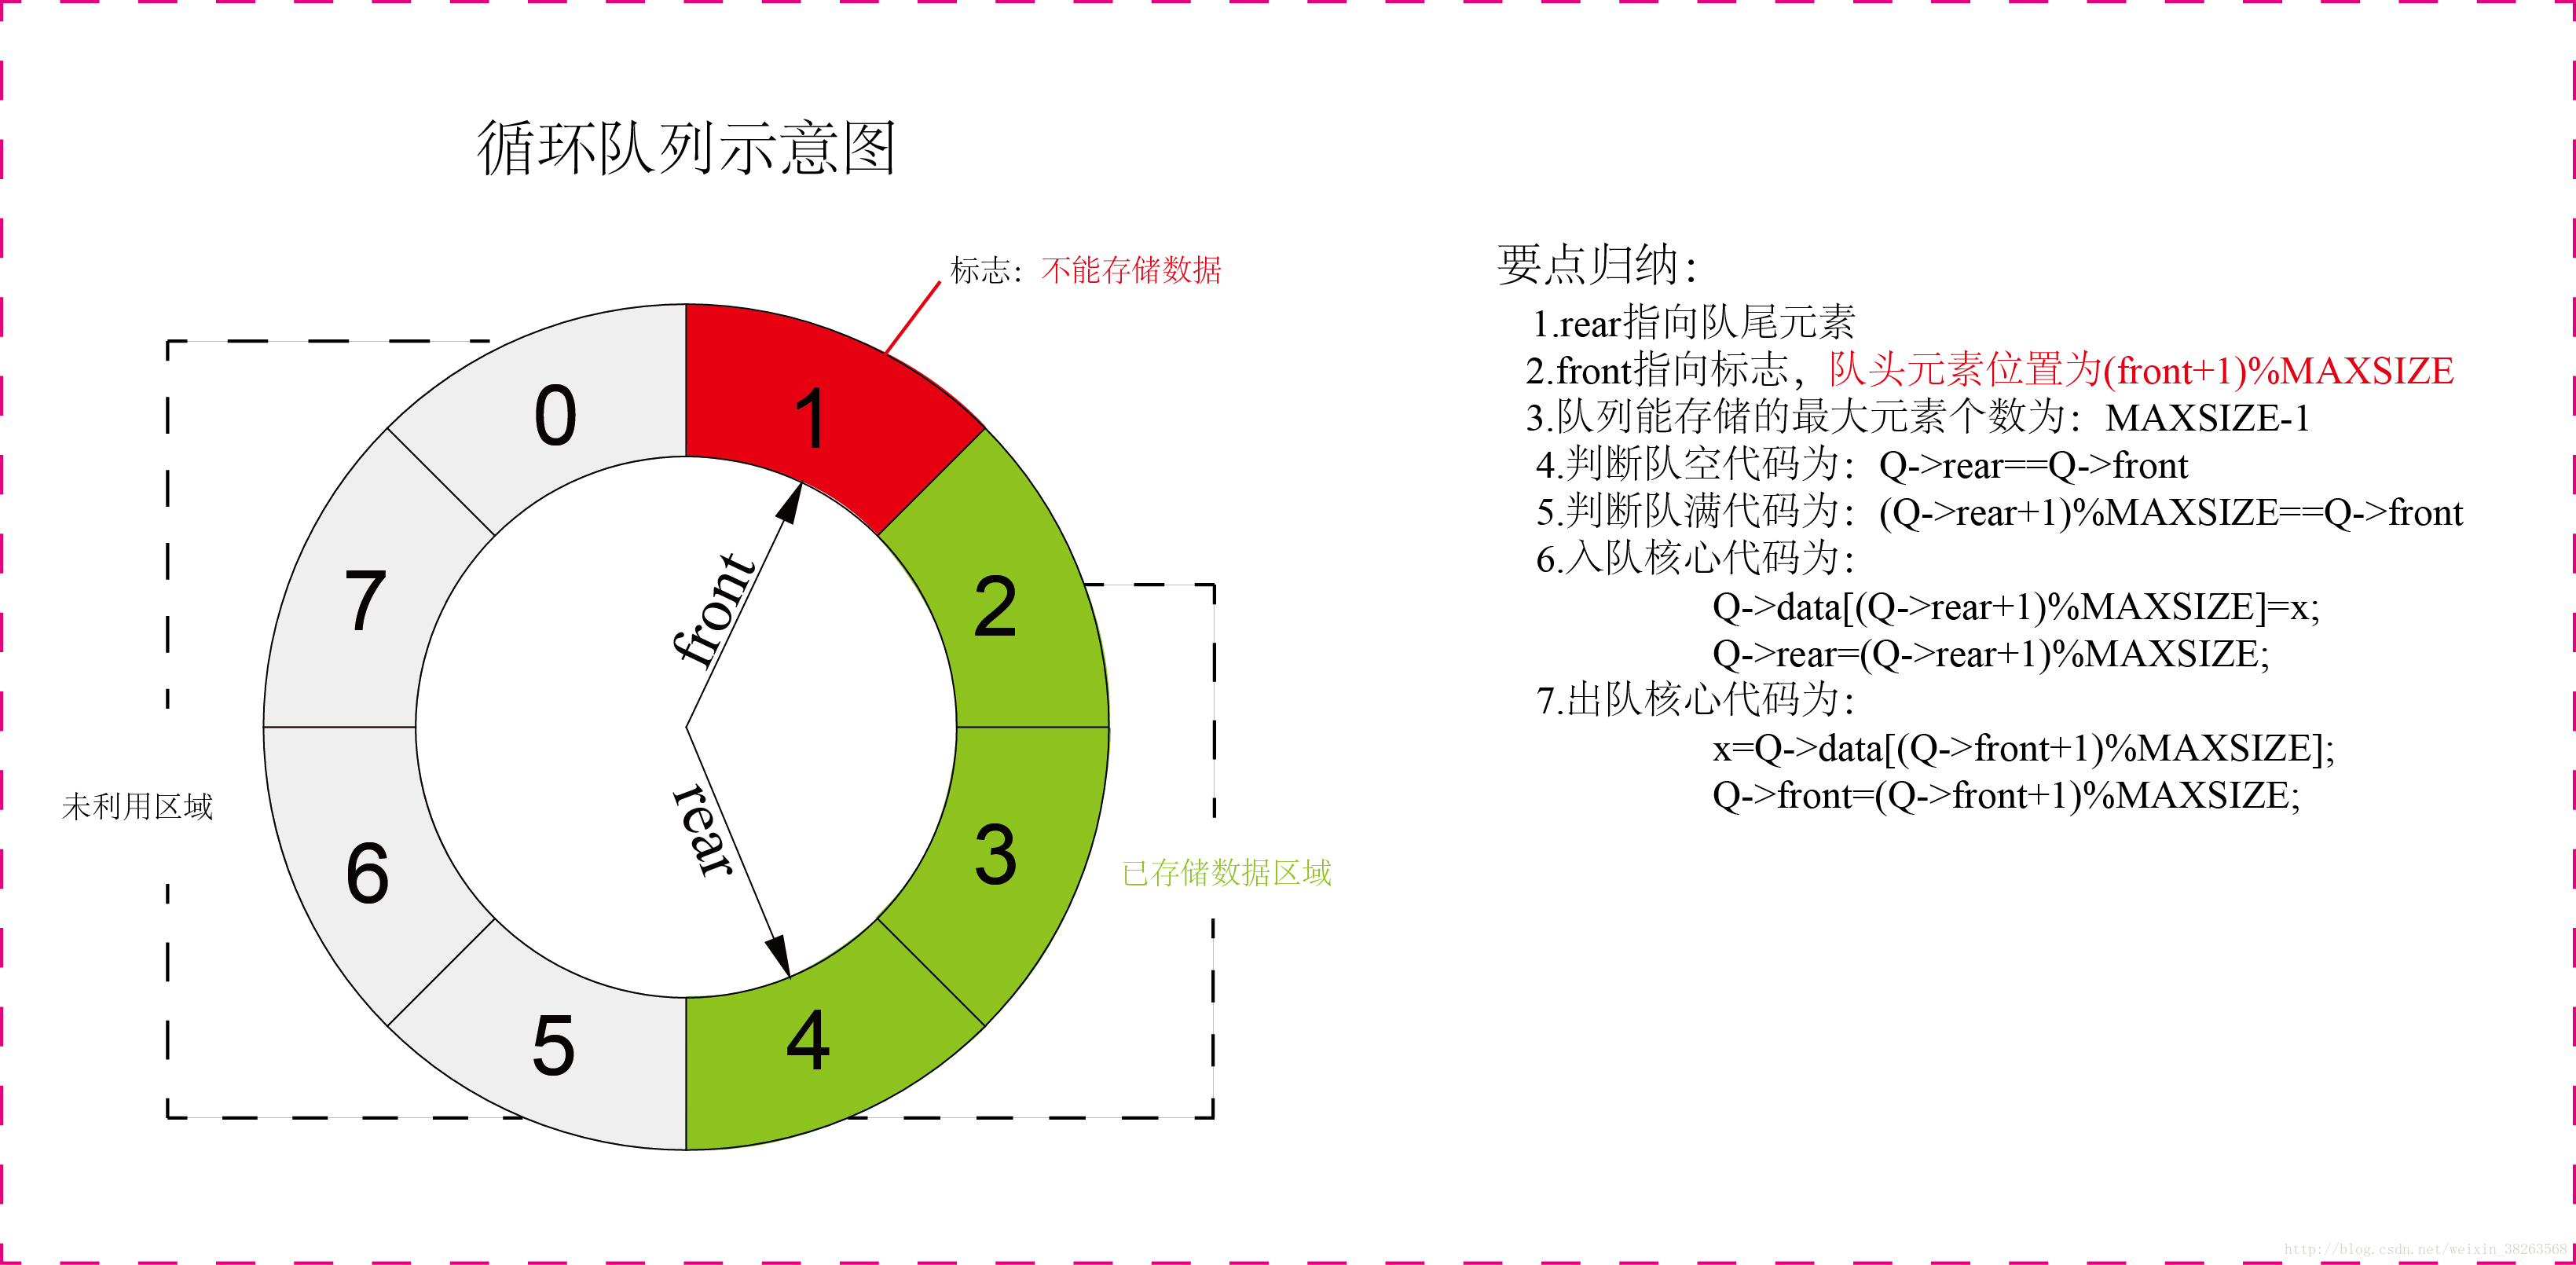 循环队列示意图
标志：不能存储数据
0
1
2
3
4
5
6
7
front
rear
未利用区域
已存储数据区域
要点归纳：
1.rear指向队尾元素
2.front指向标志，队头元素位置为(front+1)%MAXSIZE
3.队列能存储的最大元素个数为：MAXSIZE-1
4.判断队空代码为：Q->rear==Q->front
5.判断队满代码为：(Q->rear+1)%MAXSIZE==Q->front
6.入队核心代码为：
Q->data[(Q->rear+1)%MAXSIZE]=x;
Q->rear=(Q->rear+1)%MAXSIZE;
7.出队核心代码为：
x=Q->data[(Q->front+1)%MAXSIZE];
Q->front=(Q->front+1)%MAXSIZE;
http://blog.csdn.net/weixin_38263568